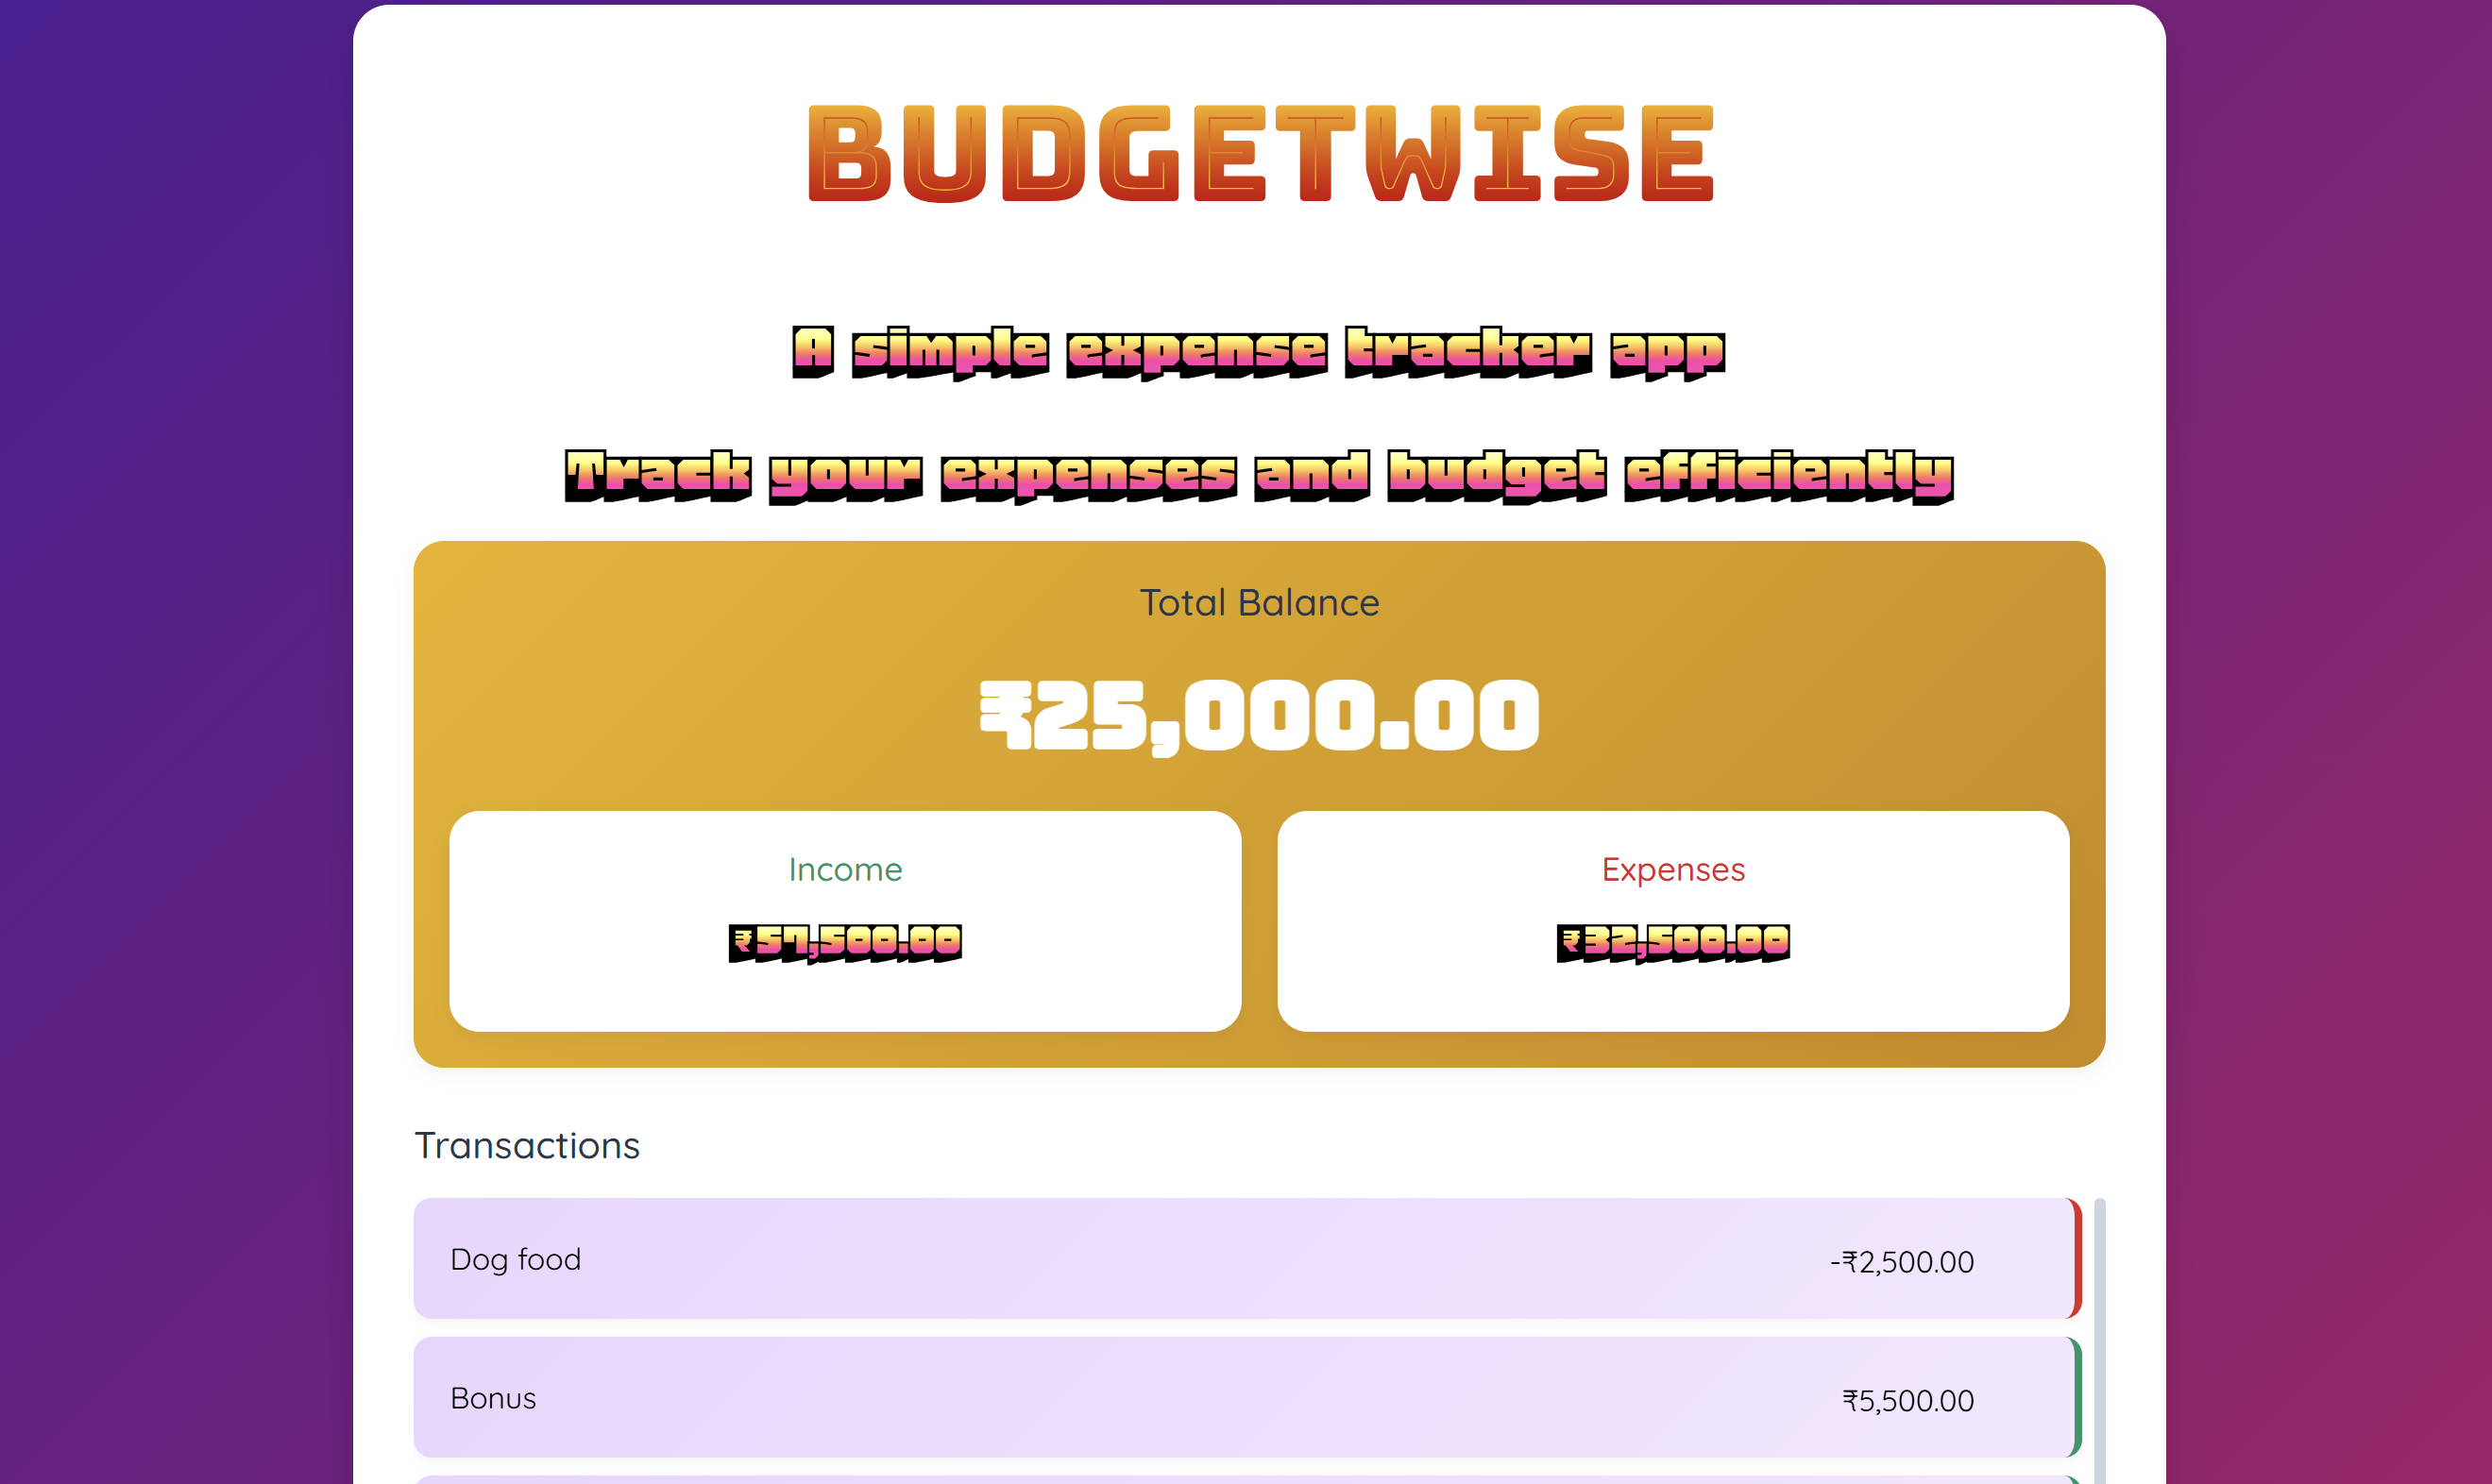 BUDGETWISE
A simple expense tracker app
Track your expenses and budget efficiently
Total Balance
₹25,000.00
Income
Expenses
₹57,500.00
₹32,500.00
Transactions
Dog food
-₹2,500.00
Bonus
₹5,500.00